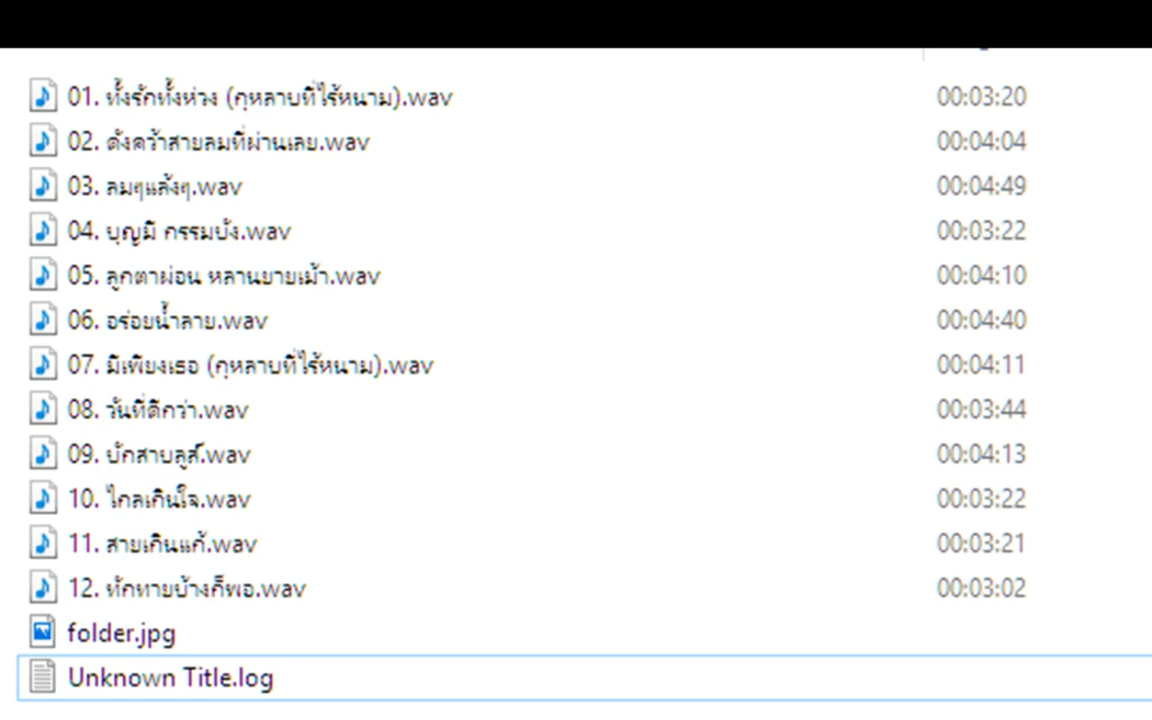 01. ทั้งรักทั้งห่วง (กุหลาบที่ไร้หนาม).wav 00:03:20
02. ดั่งคว้าสายลมที่ผ่านเลย.wav 00:04:04
03. ลมๆแล้งๆ.wav 00:04:49
04. บุญมี กรรมบัง.wav 00:03:22
05. ลูกตาผ่อน หลานยายเม้า.wav 00:04:10
06. อร่อยน้ำลาย.wav 00:04:40
07. มีเพียงเธอ (กุหลาบที่ไร้หนาม).wav 00:04:11
08. วันที่ดีกว่า.wav 00:03:44
09. บักสาบลูส์.wav 00:04:13
10. ไกลเกินใจ.wav 00:03:22
11. สายเกินแก้.wav 00:03:21
12. ทักทายบ้างก็พอ.wav 00:03:02
folder.jpg
Unknown Title.log